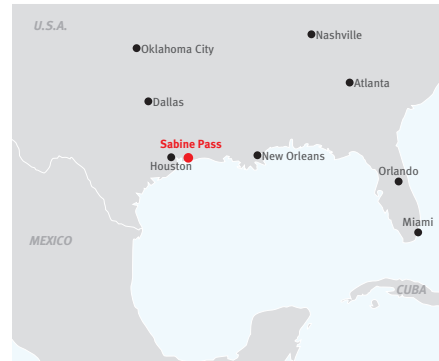 U.S.A.
Nashville
Oklahoma City
Atlanta
Dallas
Sabine Pass
Houston
New Orleans
Orlando
Miami
MEXICO
CUBA